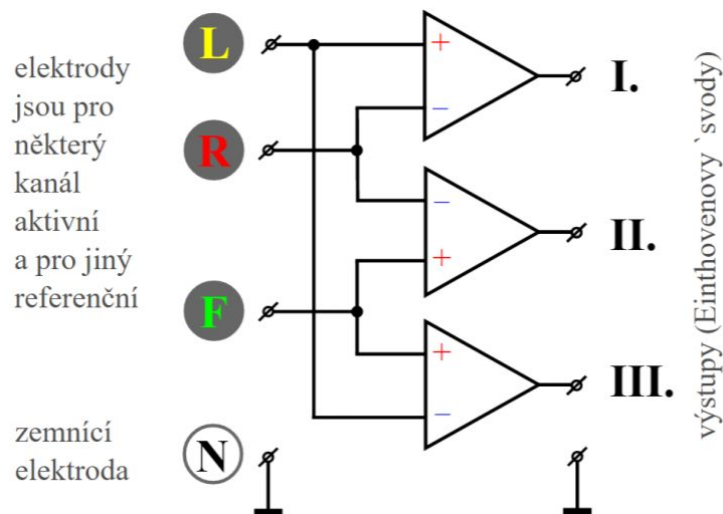 elektrody
jsou pro
některý
kanál
aktivní
a pro jiný
referenční
zemnící
elektroda
L
R
F
N
+
−
−
+
+
−
I.
II.
III.
výstupy (Einthovenovy `svody)